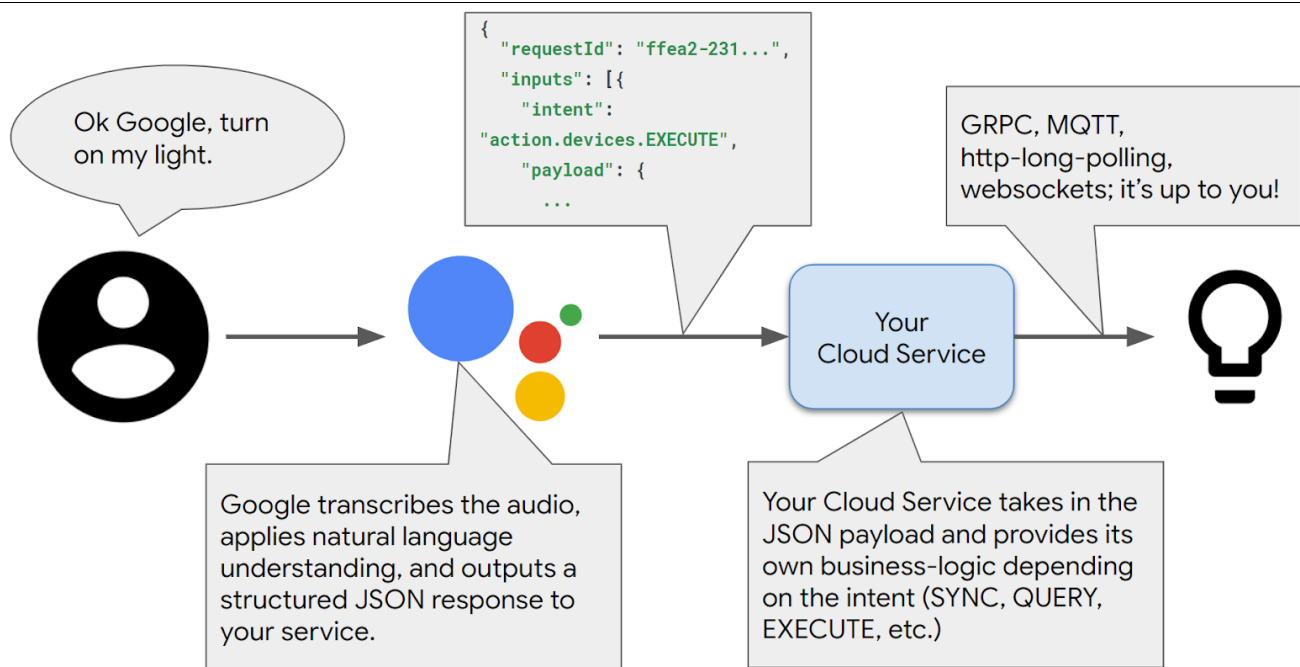 Ok Google, turn
on my light.
{
"requestId": "ffea2-231...",
"inputs": [{
"intent":
"action.devices.EXECUTE",
"payload": {
...
GRPC, MQTT,
http-long-polling,
websockets; it's up to you!
Your
Cloud Service
Google transcribes the audio,
applies natural language
understanding, and outputs a
structured JSON response to
your service.
Your Cloud Service takes in the
JSON payload and provides its
own business-logic depending
on the intent (SYNC, QUERY,
EXECUTE, etc.)